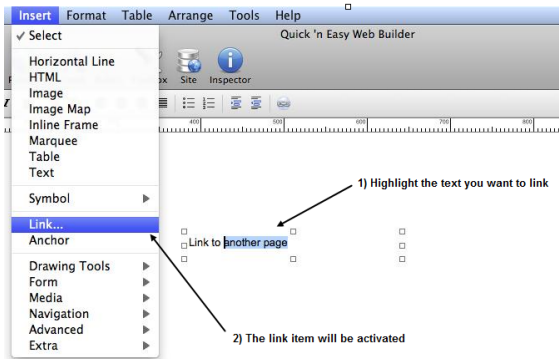 Insert Format Table Arrange Tools Help
Quick 'n Easy Web Builder
✓ Select
Horizontal Line
HTML
Image
Image Map
Inline Frame
Marquee
Table
Text
Symbol
Link...
Anchor
Drawing Tools
Form
Media
Navigation
Advanced
Extra
Site Inspector
400 500 600 700 800
1) Highlight the text you want to link
Link to another page
2) The link item will be activated